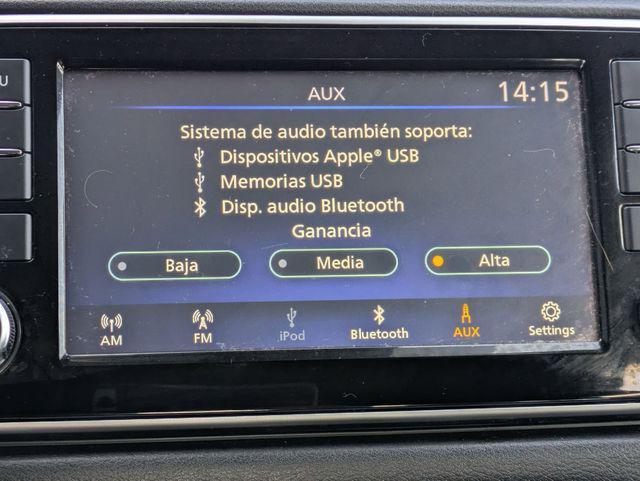 AUX 14:15
Sistema de audio también soporta:
Dispositivos Apple® USB
Memorias USB
Disp. audio Bluetooth
Ganancia
Baja Media Alta
AM FM iPod Bluetooth AUX Settings